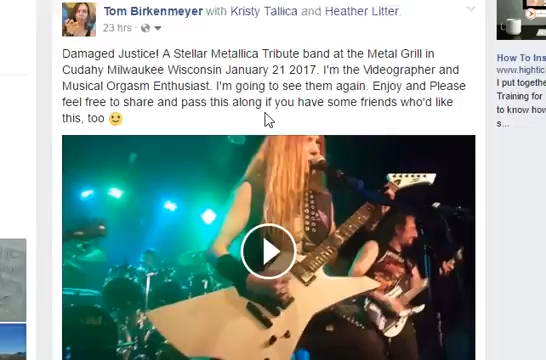 Tom Birkenmeyer with Kristy Tallica and Heather Litter.
23 hrs ·
Damaged Justice! A Stellar Metallica Tribute band at the Metal Grill in
Cudahy Milwaukee Wisconsin January 21 2017. I'm the Videographer and
Musical Orgasm Enthusiast. I'm going to see them again. Enjoy and Please
feel free to share and pass this along if you have some friends who'd like
this, too 🙂
How To Ins
www.hightic
I put togethe
Training for
to know how
s...